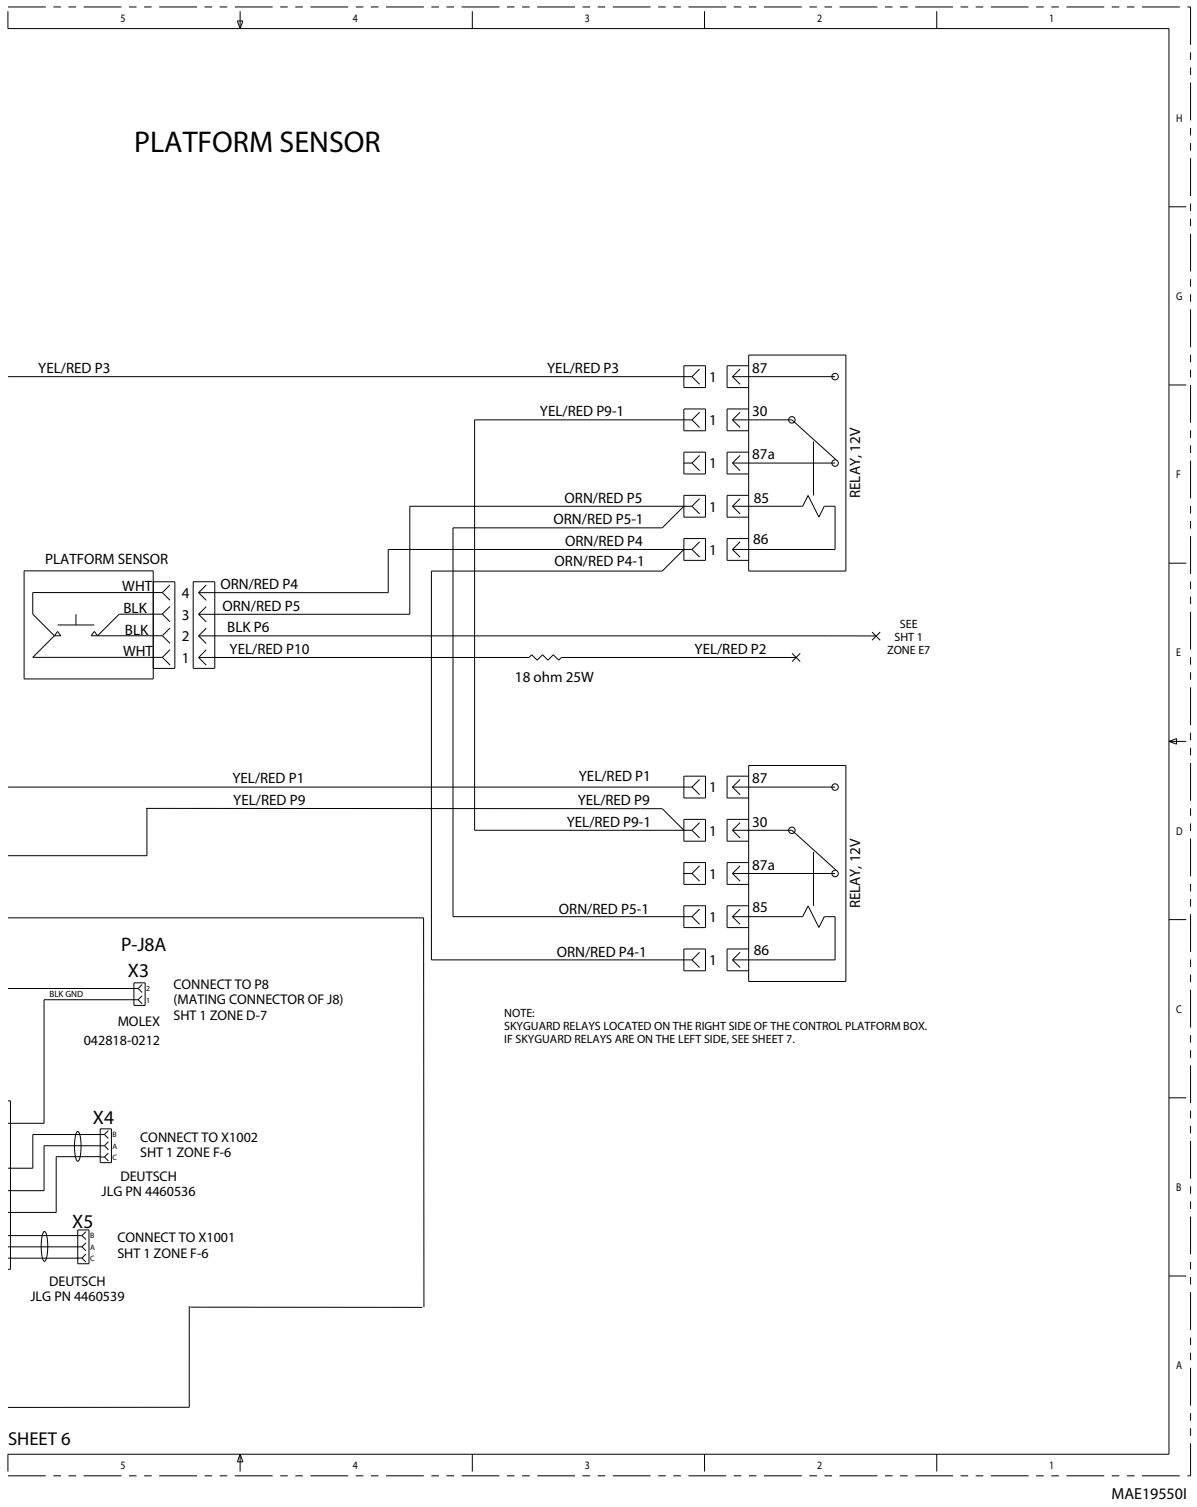 5 4 3 2 1
PLATFORM SENSOR
H
G
YEL/RED P3
YEL/RED P3
1
87
YEL/RED P9-1
1
30
1
87a
RELAY, 12V
F
ORN/RED P5
1
85
ORN/RED P5-1
ORN/RED P4
1
86
ORN/RED P4-1
PLATFORM SENSOR
WHT 4 ORN/RED P4
BLK 3 ORN/RED P5
BLK 2 BLK P6
WHT 1 YEL/RED P10
YEL/RED P2
18 ohm 25W
SEE
SHT 1
ZONE E7
E
YEL/RED P1
YEL/RED P1
1
87
YEL/RED P9
YEL/RED P9
YEL/RED P9-1
1
30
1
87a
RELAY, 12V
D
ORN/RED P5-1
1
85
ORN/RED P4-1
1
86
P-J8A
X3
2
1
BLK GND
CONNECT TO P8
(MATING CONNECTOR OF J8)
SHT 1 ZONE D-7
MOLEX
042818-0212
NOTE:
SKYGUARD RELAYS LOCATED ON THE RIGHT SIDE OF THE CONTROL PLATFORM BOX.
IF SKYGUARD RELAYS ARE ON THE LEFT SIDE, SEE SHEET 7.
C
X4
B
A
C
CONNECT TO X1002
SHT 1 ZONE F-6
DEUTSCH
JLG PN 4460536
B
X5
B
A
C
CONNECT TO X1001
SHT 1 ZONE F-6
DEUTSCH
JLG PN 4460539
A
SHEET 6
5 4 3 2 1
MAE19550I